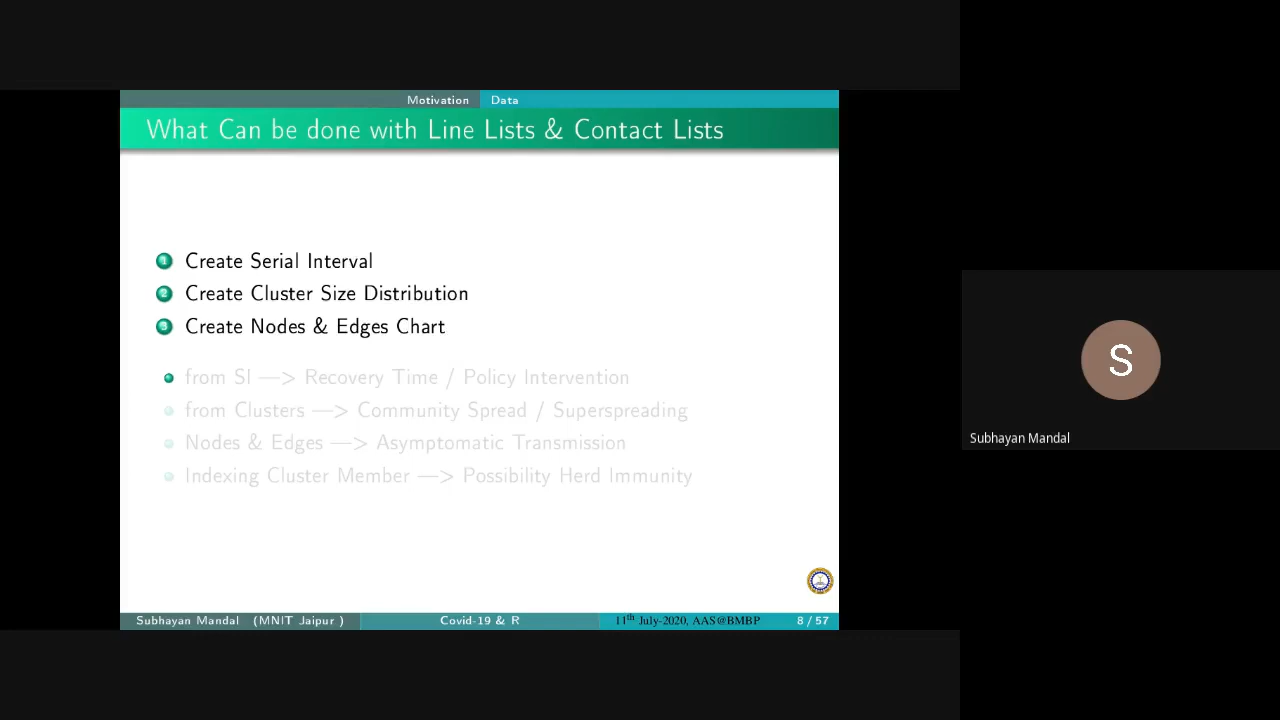 Motivation Data
What Can be done with Line Lists & Contact Lists
1 Create Serial Interval
2 Create Cluster Size Distribution
3 Create Nodes & Edges Chart
from SI —> Recovery Time / Policy Intervention
from Clusters —> Community Spread / Superspreading
Nodes & Edges —> Asymptomatic Transmission
Indexing Cluster Member —> Possibility Herd Immunity
Subhayan Mandal (MNIT Jaipur ) Covid-19 & R 11th July-2020, AAS@BMBP 8 / 57
S
Subhayan Mandal